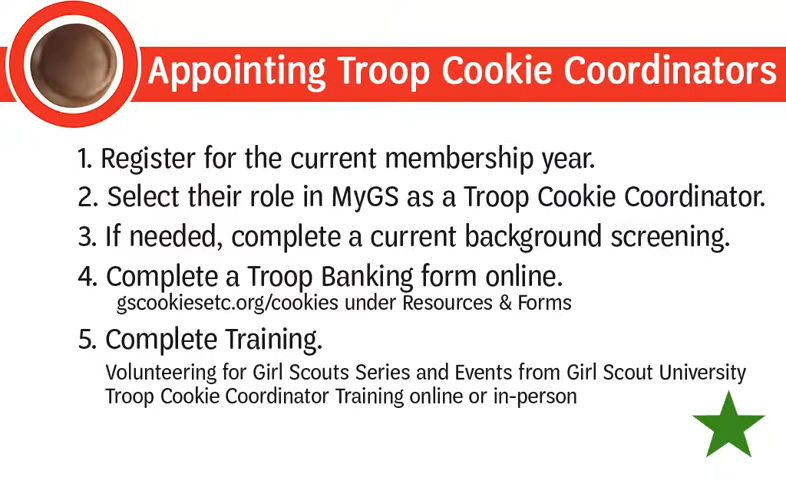 Appointing Troop Cookie Coordinators
1. Register for the current membership year.
2. Select their role in MyGS as a Troop Cookie Coordinator.
3. If needed, complete a current background screening.
4. Complete a Troop Banking form online.
gscookiesetc.org/cookies under Resources & Forms
5. Complete Training.
Volunteering for Girl Scouts Series and Events from Girl Scout University
Troop Cookie Coordinator Training online or in-person